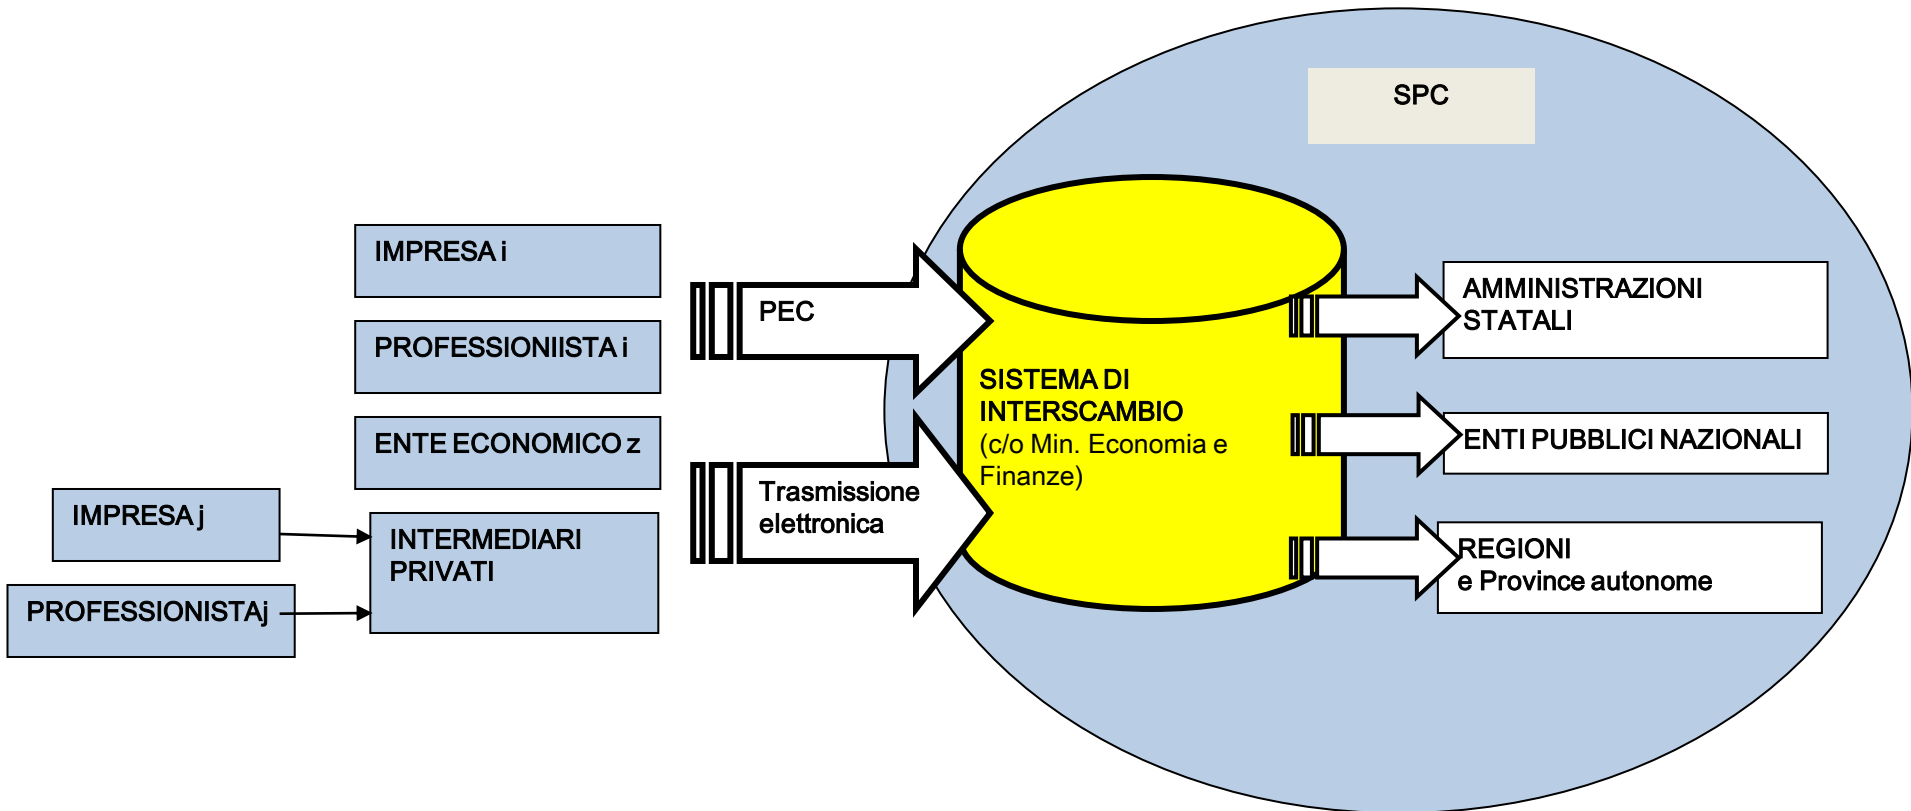 SPC
IMPRESA i
PROFESSIONIISTA i
ENTE ECONOMICO z
IMPRESA j
INTERMEDIARI
PRIVATI
PROFESSIONISTAj
PEC
Trasmissione
elettronica
SISTEMA DI
INTERSCAMBIO
(c/o Min. Economia e
Finanze)
AMMINISTRAZIONI
STATALI
ENTI PUBBLICI NAZIONALI
REGIONI
e Province autonome